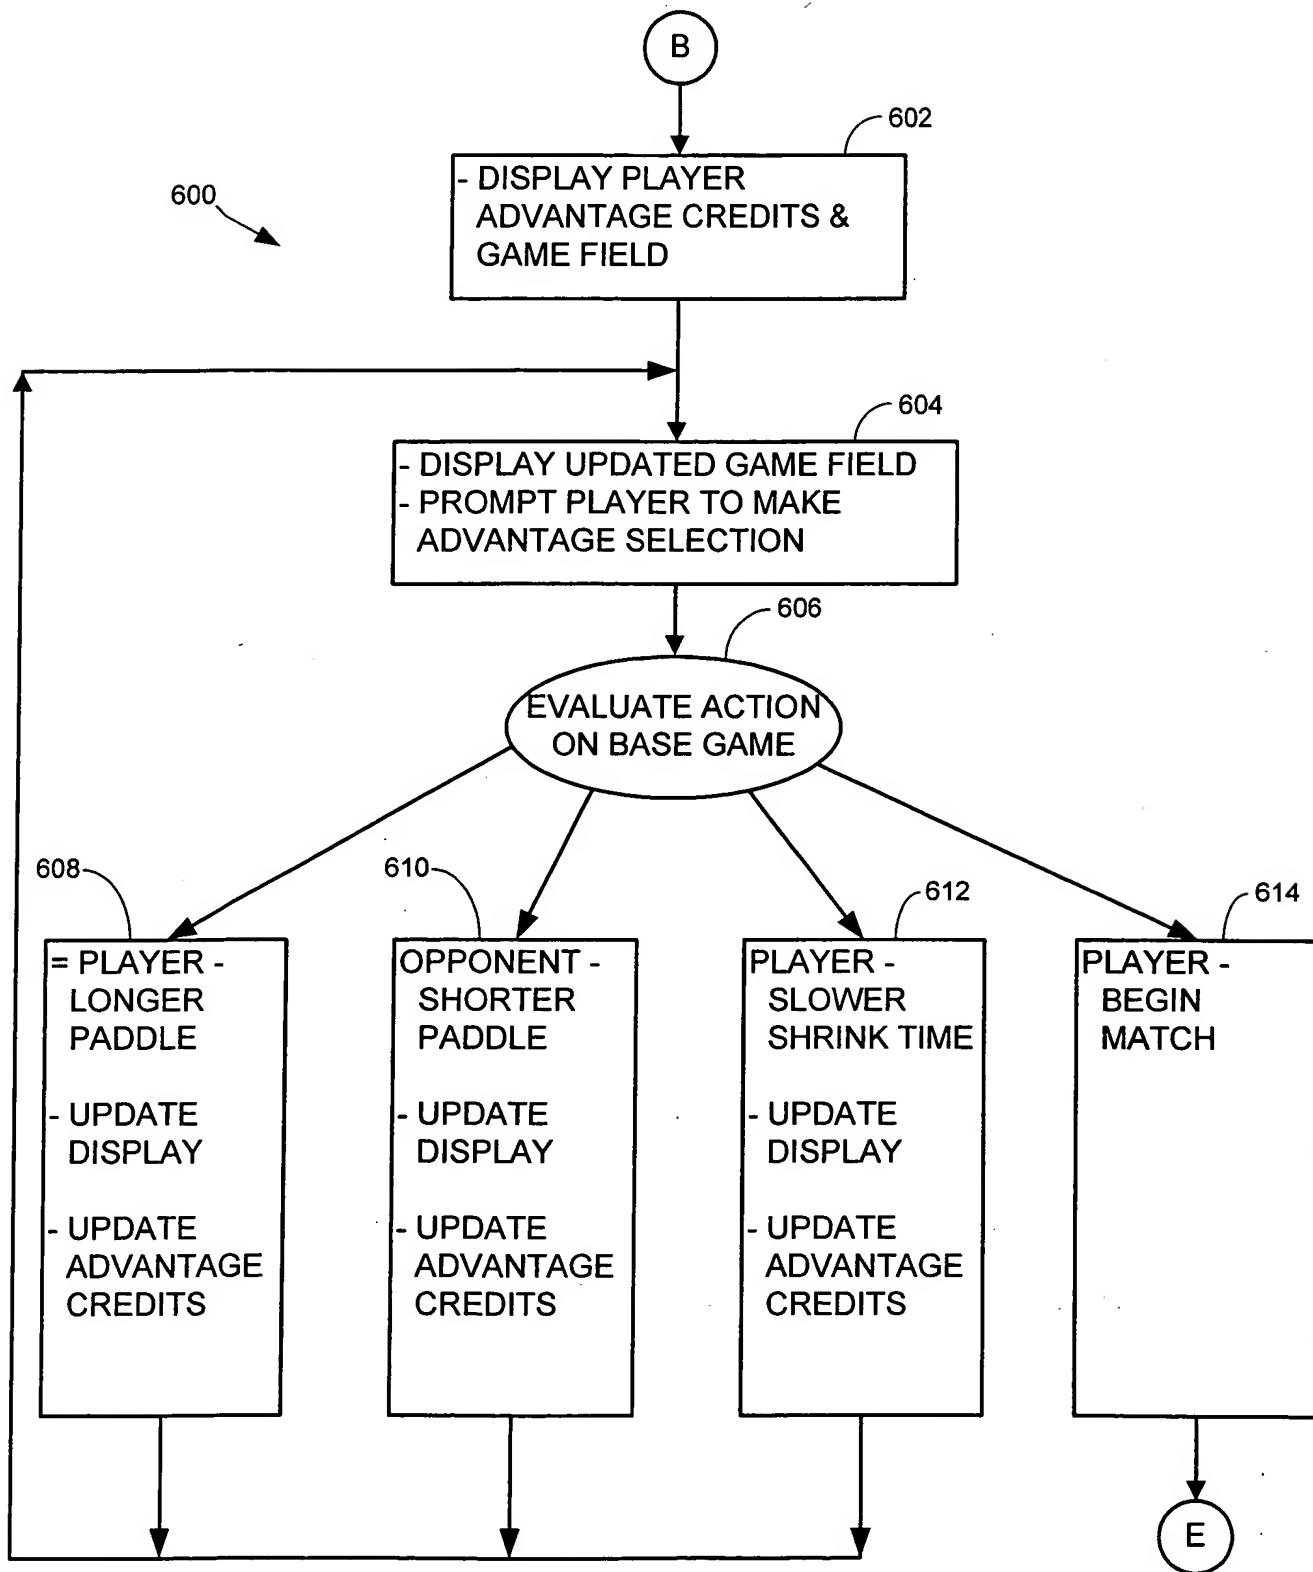 B
602
- DISPLAY PLAYER
ADVANTAGE CREDITS &
GAME FIELD
600
604
- DISPLAY UPDATED GAME FIELD
- PROMPT PLAYER TO MAKE
ADVANTAGE SELECTION
606
EVALUATE ACTION
ON BASE GAME
608
= PLAYER -
LONGER
PADDLE
- UPDATE
DISPLAY
- UPDATE
ADVANTAGE
CREDITS
610
OPPONENT -
SHORTER
PADDLE
- UPDATE
DISPLAY
- UPDATE
ADVANTAGE
CREDITS
612
PLAYER -
SLOWER
SHRINK TIME
- UPDATE
DISPLAY
- UPDATE
ADVANTAGE
CREDITS
614
PLAYER -
BEGIN
MATCH
E